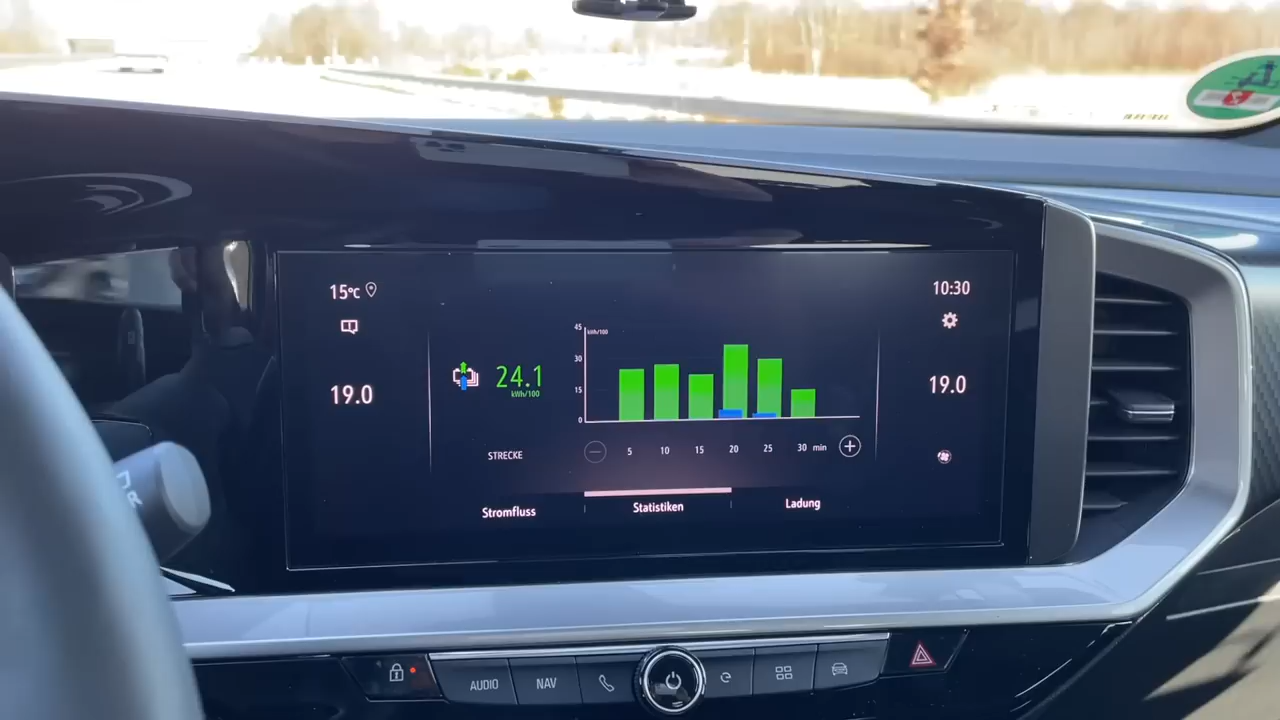 15°C
10:30
45
kWh/100
30
15
0
24.1
kWh/100
19.0
19.0
5 10 15 20 25 30 min
STRECKE
Stromfluss
Statistiken
Ladung
R
AUDIO
NAV